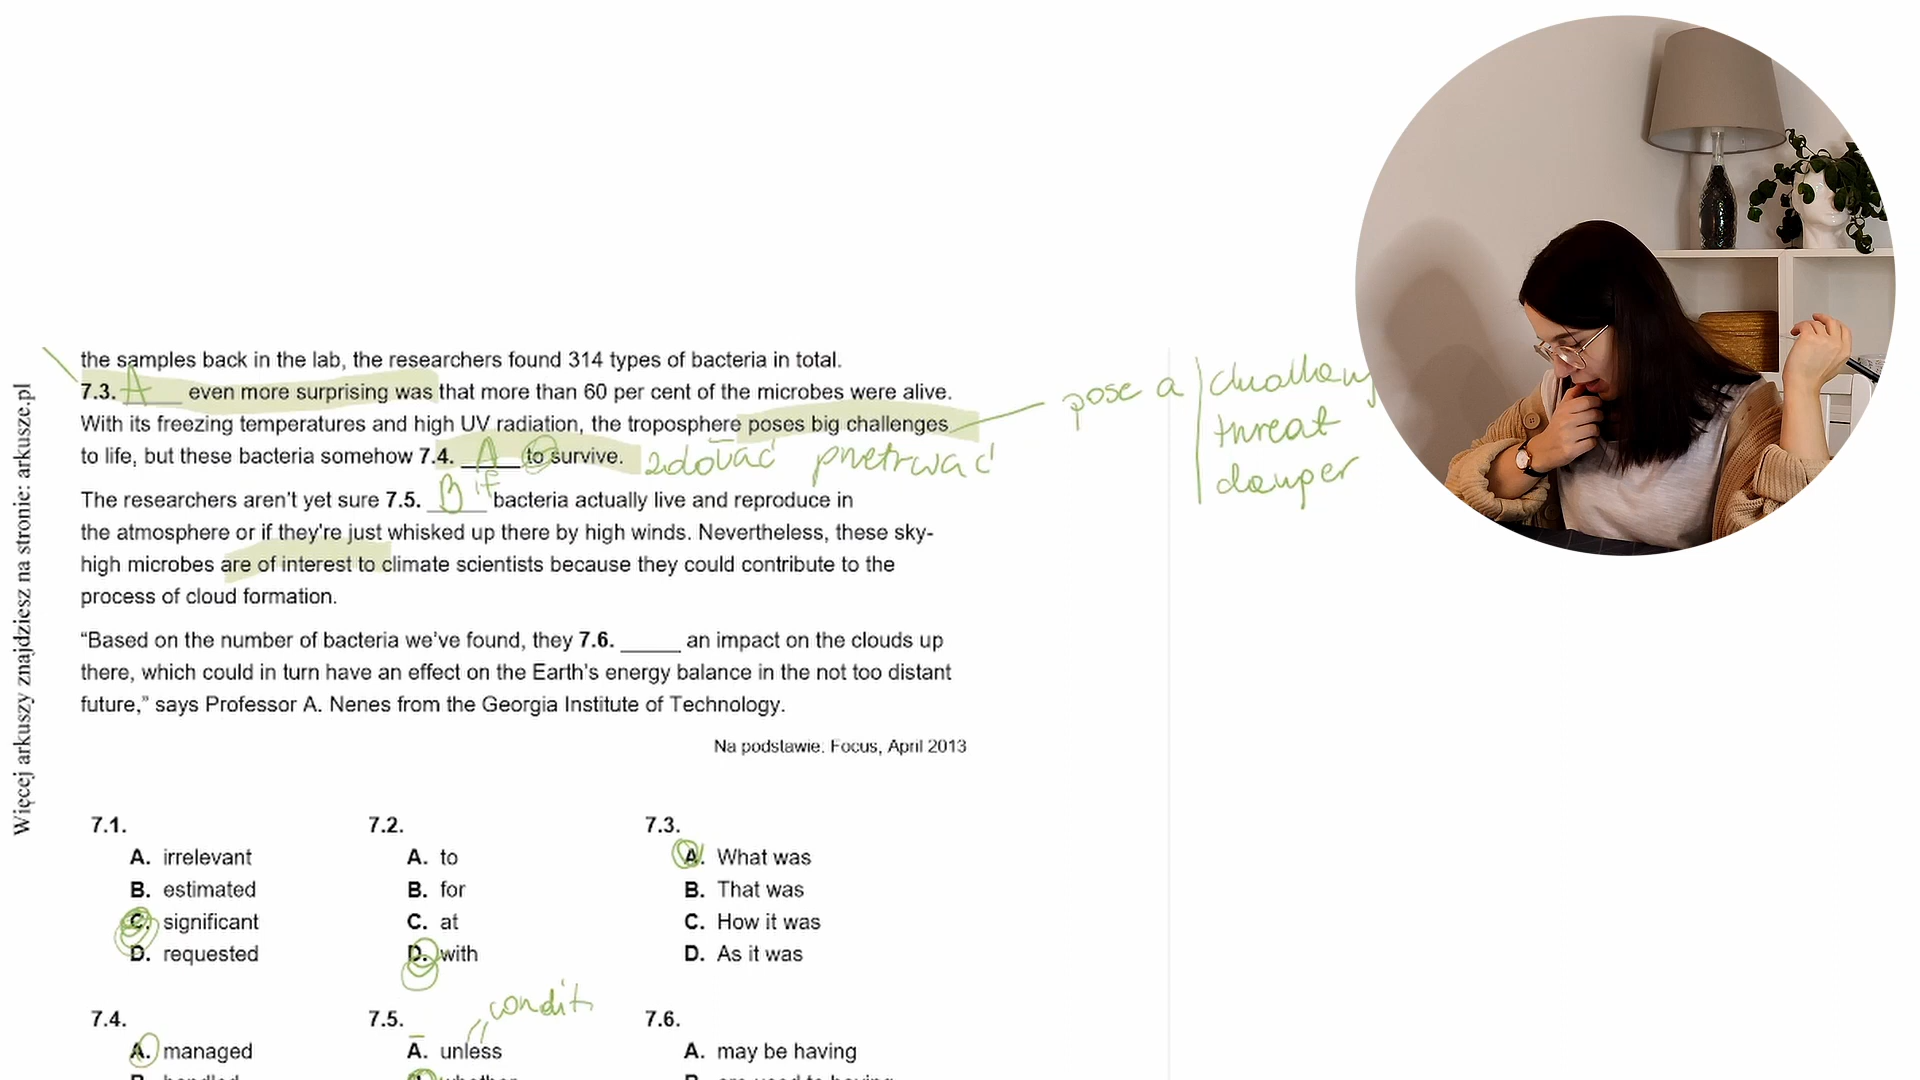 the samples back in the lab, the researchers found 314 types of bacteria in total.
7.3. A even more surprising was that more than 60 per cent of the microbes were alive.
With its freezing temperatures and high UV radiation, the troposphere poses big challenges
to life, but these bacteria somehow 7.4. A to survive.
zdołać przetrwać
pose a
threat
danger
The researchers aren't yet sure 7.5. B if bacteria actually live and reproduce in
the atmosphere or if they're just whisked up there by high winds. Nevertheless, these sky-
high microbes are of interest to climate scientists because they could contribute to the
process of cloud formation.
“Based on the number of bacteria we've found, they 7.6. _____ an impact on the clouds up
there, which could in turn have an effect on the Earth's energy balance in the not too distant
future,” says Professor A. Nenes from the Georgia Institute of Technology.
Na podstawie: Focus, April 2013
Więcej arkuszy znajdziesz na stronie: arkusze.pl
7.1.
A. irrelevant
B. estimated
C. significant
D. requested
7.2.
A. to
B. for
C. at
D. with
7.3.
A. What was
B. That was
C. How it was
D. As it was
7.4.
A. managed
7.5.
condit
A. unless
7.6.
A. may be having